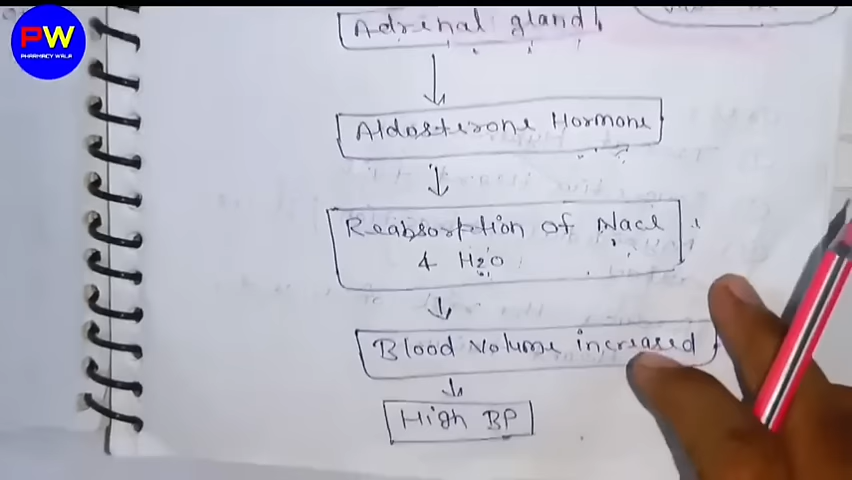 PW
PHARMACY WALA
Adrenal gland
Aldosterone Hormone
Reabsorption of Nacl
& H2O
Blood Volume increased
High BP